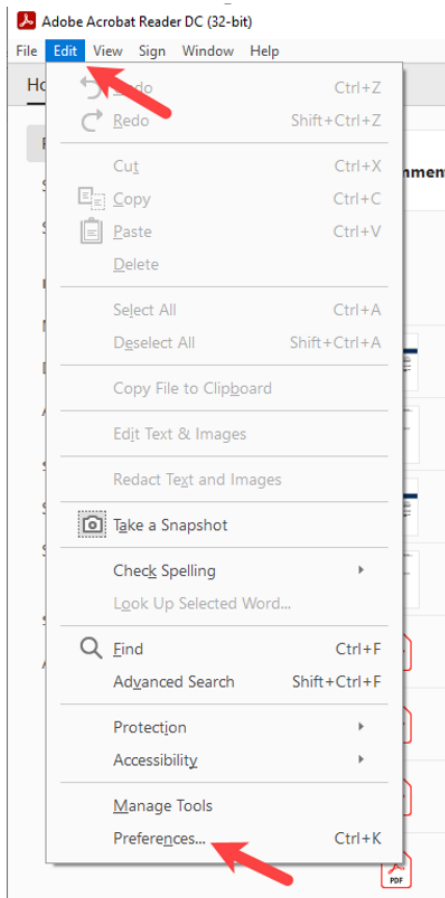 Adobe Acrobat Reader DC (32-bit)
File Edit View Sign Window Help
Undo Ctrl+Z
Redo Shift+Ctrl+Z
Cut Ctrl+X
Copy Ctrl+C
Paste Ctrl+V
Delete
Select All Ctrl+A
Deselect All Shift+Ctrl+A
Copy File to Clipboard
Edit Text & Images
Redact Text and Images
Take a Snapshot
Check Spelling
Look Up Selected Word...
Find Ctrl+F
Advanced Search Shift+Ctrl+F
Protection
Accessibility
Manage Tools
Preferences... Ctrl+K
PDF